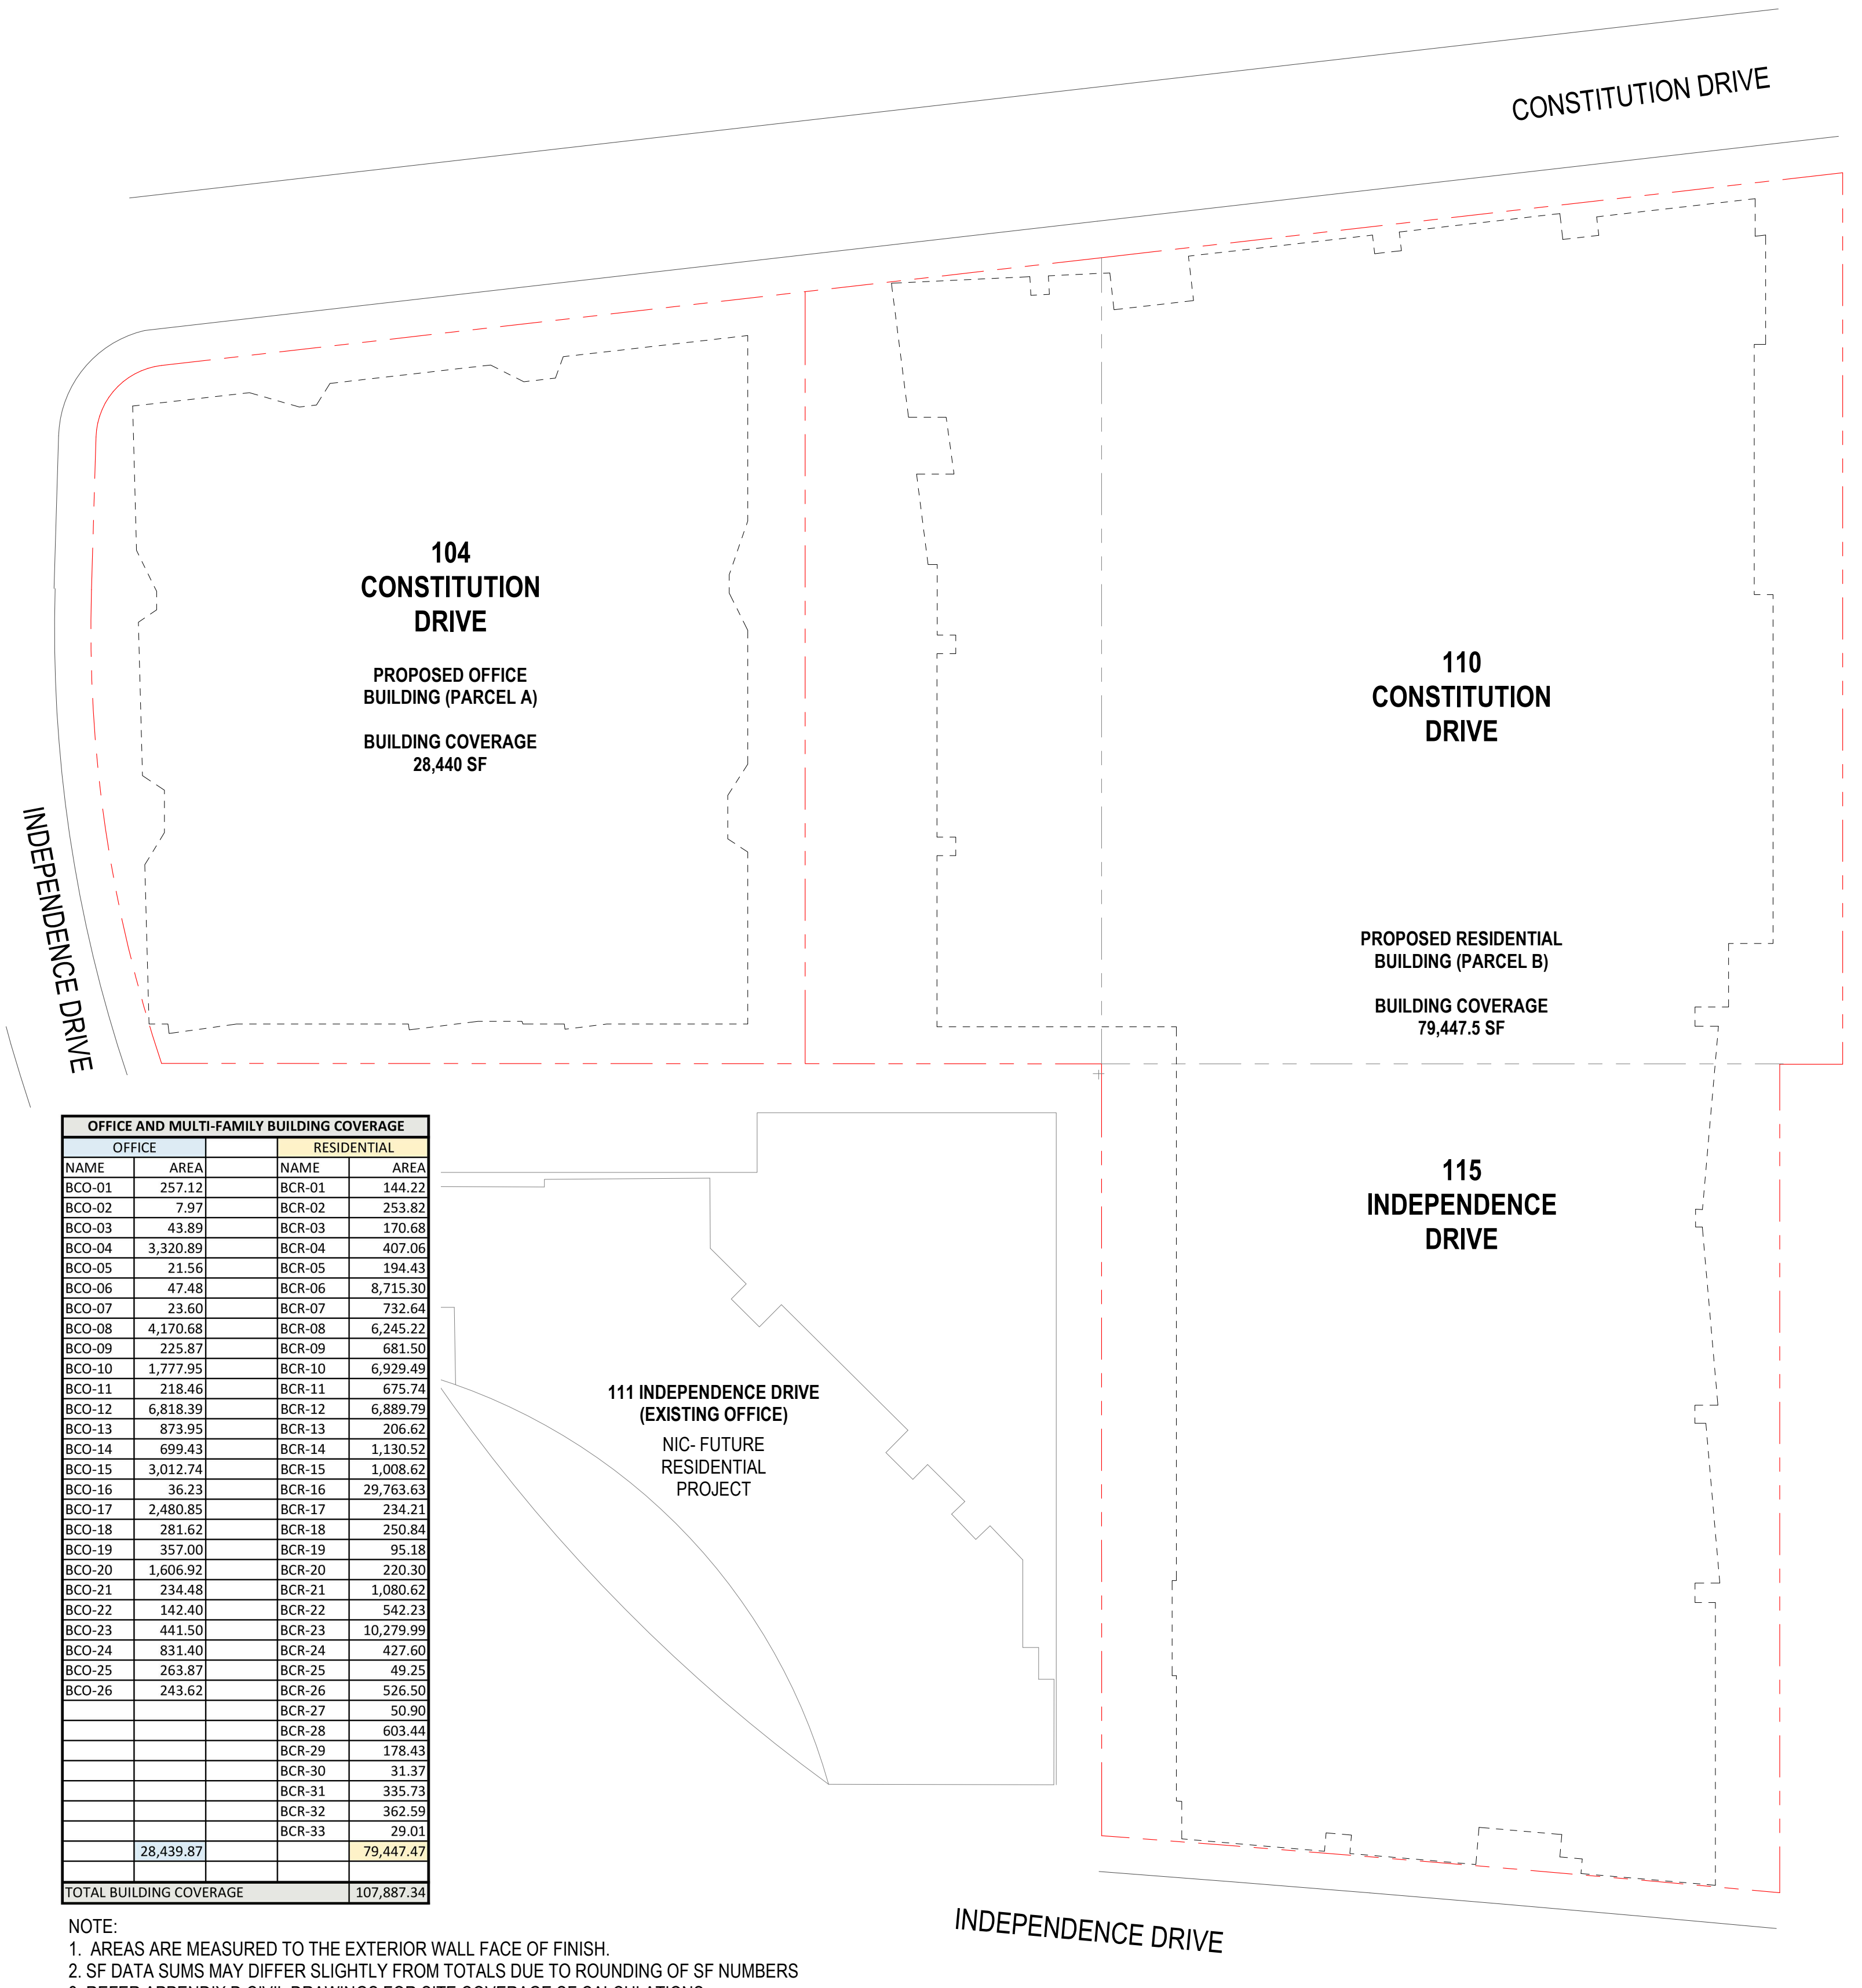 CONSTITUTION DRIVE
104
CONSTITUTION
DRIVE
PROPOSED OFFICE
BUILDING (PARCEL A)
BUILDING COVERAGE
28,440 SF
110
CONSTITUTION
DRIVE
PROPOSED RESIDENTIAL
BUILDING (PARCEL B)
BUILDING COVERAGE
79,447.5 SF
INDEPENDENCE DRIVE
115
INDEPENDENCE
DRIVE
111 INDEPENDENCE DRIVE
(EXISTING OFFICE)
NIC- FUTURE
RESIDENTIAL
PROJECT
OFFICE AND MULTI-FAMILY BUILDING COVERAGE
OFFICE RESIDENTIAL
NAME AREA NAME AREA
BCO-01 257.12 BCR-01 144.22
BCO-02 7.97 BCR-02 253.82
BCO-03 43.89 BCR-03 170.68
BCO-04 3,320.89 BCR-04 407.06
BCO-05 21.56 BCR-05 194.43
BCO-06 47.48 BCR-06 8,715.30
BCO-07 23.60 BCR-07 732.64
BCO-08 4,170.68 BCR-08 6,245.22
BCO-09 225.87 BCR-09 681.50
BCO-10 1,777.95 BCR-10 6,929.49
BCO-11 218.46 BCR-11 675.74
BCO-12 6,818.39 BCR-12 6,889.79
BCO-13 873.95 BCR-13 206.62
BCO-14 699.43 BCR-14 1,130.52
BCO-15 3,012.74 BCR-15 1,008.62
BCO-16 36.23 BCR-16 29,763.63
BCO-17 2,480.85 BCR-17 234.21
BCO-18 281.62 BCR-18 250.84
BCO-19 357.00 BCR-19 95.18
BCO-20 1,606.92 BCR-20 220.30
BCO-21 234.48 BCR-21 1,080.62
BCO-22 142.40 BCR-22 542.23
BCO-23 441.50 BCR-23 10,279.99
BCO-24 831.40 BCR-24 427.60
BCO-25 263.87 BCR-25 49.25
BCO-26 243.62 BCR-26 526.50
BCR-27 50.90
BCR-28 603.44
BCR-29 178.43
BCR-30 31.37
BCR-31 335.73
BCR-32 362.59
BCR-33 29.01
28,439.87 79,447.47
TOTAL BUILDING COVERAGE 107,887.34
INDEPENDENCE DRIVE
NOTE:
1. AREAS ARE MEASURED TO THE EXTERIOR WALL FACE OF FINISH.
2. SF DATA SUMS MAY DIFFER SLIGHTLY FROM TOTALS DUE TO ROUNDING OF SF NUMBERS